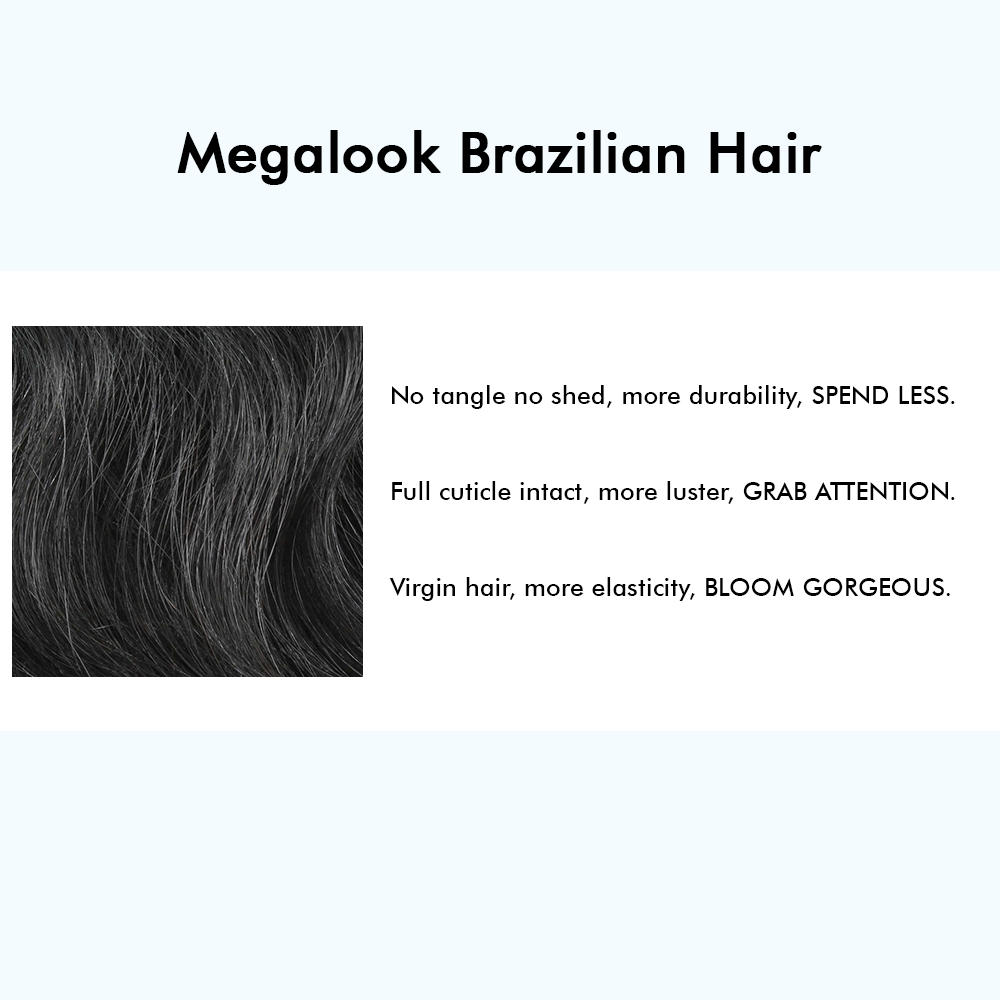 Megalook Brazilian Hair
No tangle no shed, more durability, SPEND LESS.
Full cuticle intact, more luster, GRAB ATTENTION.
Virgin hair, more elasticity, BLOOM GORGEOUS.